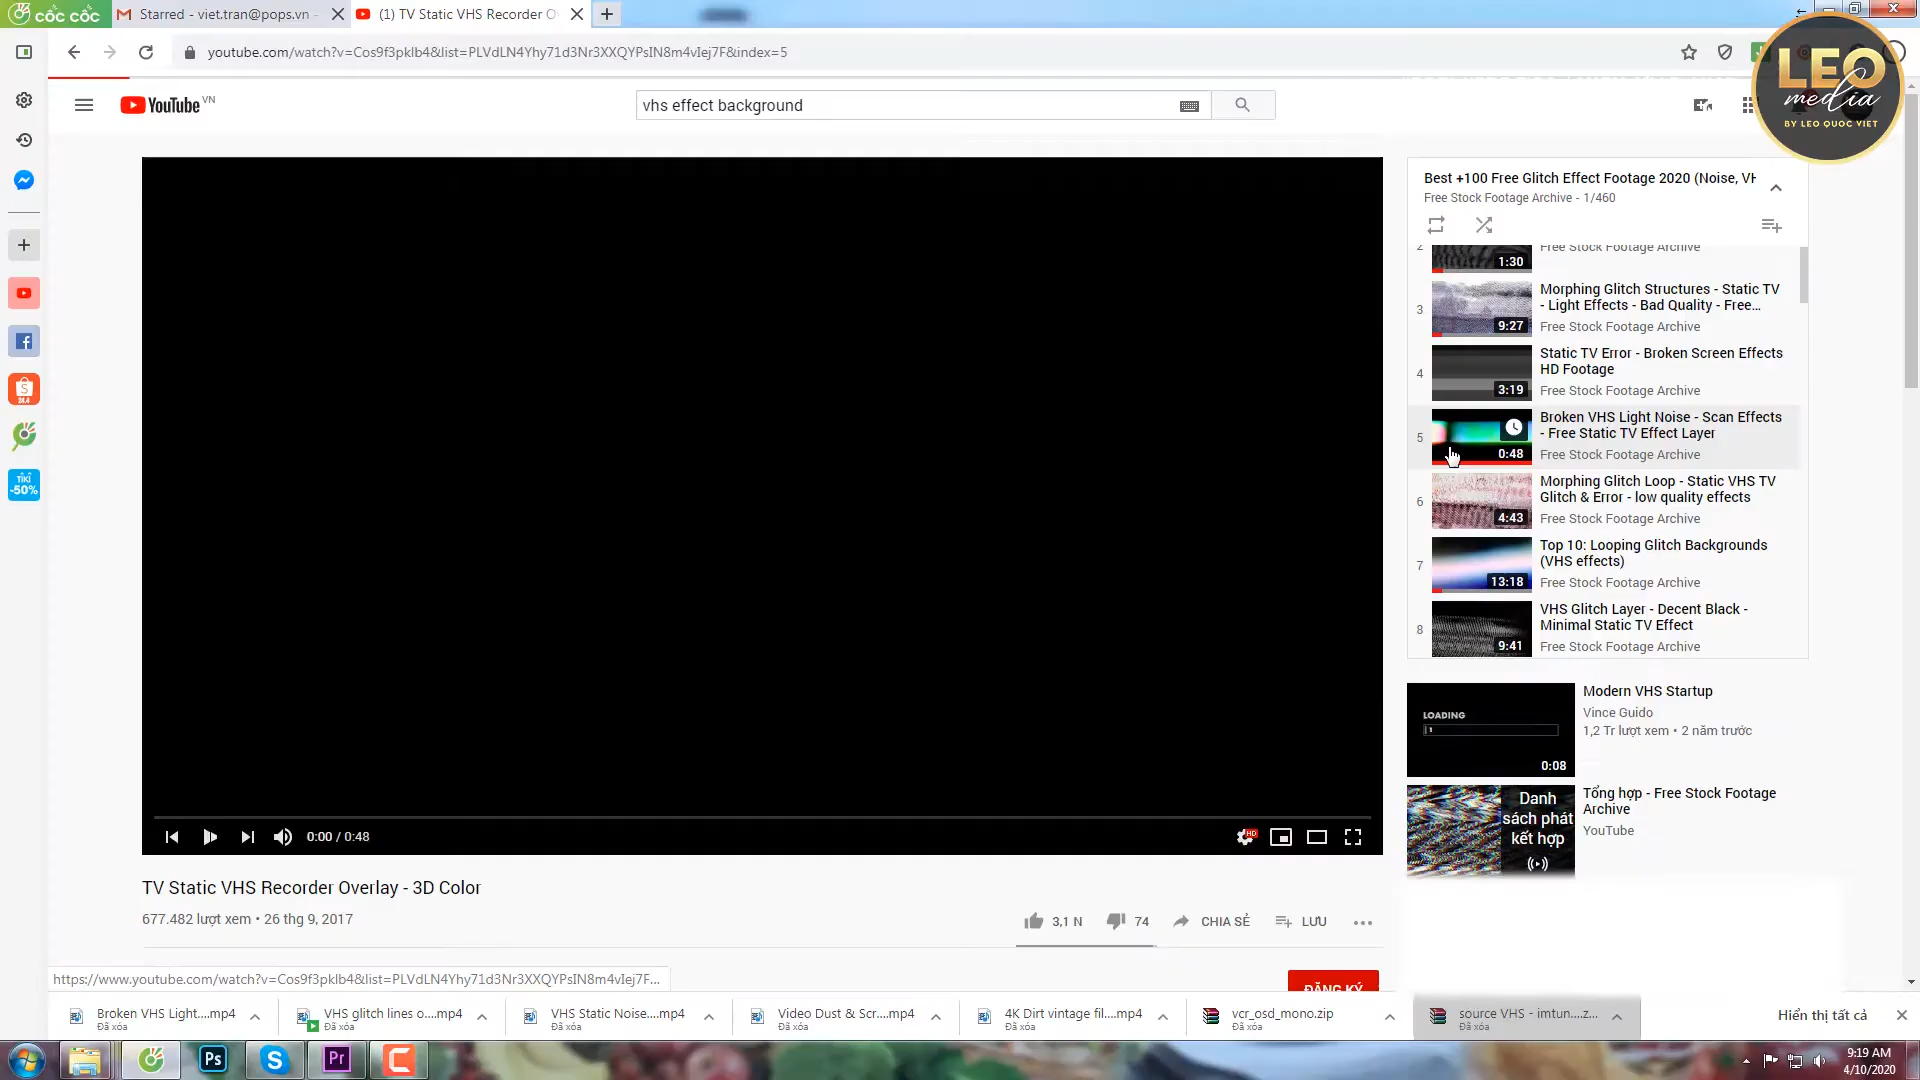 cốc cốc
Starred - viet.tran@pops.vn -
(1) TV Static VHS Recorder O
youtube.com/watch?v=Cos9f3pklb4&list=PLVdLN4Yhy71d3Nr3XXQYPsIN8m4vIej7F&index=5
LEO
media
BY LEO QUOC VIET
YouTube VN
vhs effect background
Best +100 Free Glitch Effect Footage 2020 (Noise, VH
Free Stock Footage Archive - 1/460
2
1:30
Free Stock Footage Archive
3
9:27
Morphing Glitch Structures - Static TV
- Light Effects - Bad Quality - Free...
Free Stock Footage Archive
4
3:19
Static TV Error - Broken Screen Effects
HD Footage
Free Stock Footage Archive
5
0:48
Broken VHS Light Noise - Scan Effects
- Free Static TV Effect Layer
Free Stock Footage Archive
6
4:43
Morphing Glitch Loop - Static VHS TV
Glitch & Error - low quality effects
Free Stock Footage Archive
7
13:18
Top 10: Looping Glitch Backgrounds
(VHS effects)
Free Stock Footage Archive
8
9:41
VHS Glitch Layer - Decent Black -
Minimal Static TV Effect
Free Stock Footage Archive
24.4
TIKI
-50%
LOADING
0:08
Modern VHS Startup
Vince Guido
1,2 Tr lượt xem • 2 năm trước
Danh
sách phát
kết hợp
Tổng hợp - Free Stock Footage
Archive
YouTube
0:00 / 0:48
HD
TV Static VHS Recorder Overlay - 3D Color
677.482 lượt xem • 26 thg 9, 2017
3,1 N
74
CHIA SẺ
LƯU
ĐĂNG KÝ
https://www.youtube.com/watch?v=Cos9f3pklb4&list=PLVdLN4Yhy71d3Nr3XXQYPsIN8m4vIej7F...
Broken VHS Light....mp4
Đã xóa
VHS glitch lines o....mp4
Đã xóa
VHS Static Noise....mp4
Đã xóa
Video Dust & Scr....mp4
Đã xóa
4K Dirt vintage fil....mp4
Đã xóa
vcr_osd_mono.zip
Đã xóa
source VHS - imtun....z...
Đã xóa
Hiển thị tất cả
Ps
Pr
9:19 AM
4/10/2020